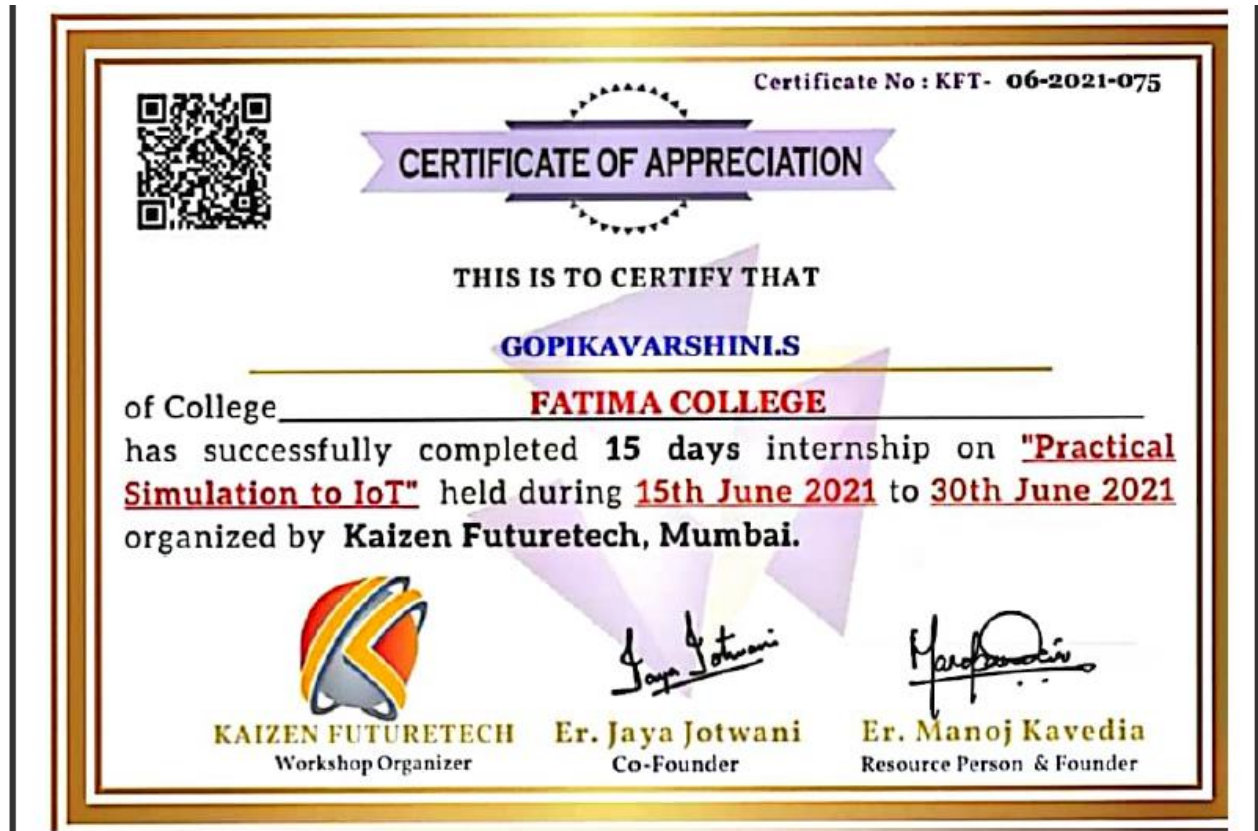 Certificate No : KFT- 06-2021-075
CERTIFICATE OF APPRECIATION
THIS IS TO CERTIFY THAT
GOPIKAVARSHINI.S
of College FATIMA COLLEGE
has successfully completed 15 days internship on "Practical
Simulation to IoT" held during 15th June 2021 to 30th June 2021
organized by Kaizen Futuretech, Mumbai.
Jaya Jotwani
KAIZEN FUTURETECH Er. Jaya Jotwani Er. Manoj Kavedia
Workshop Organizer Co-Founder Resource Person & Founder